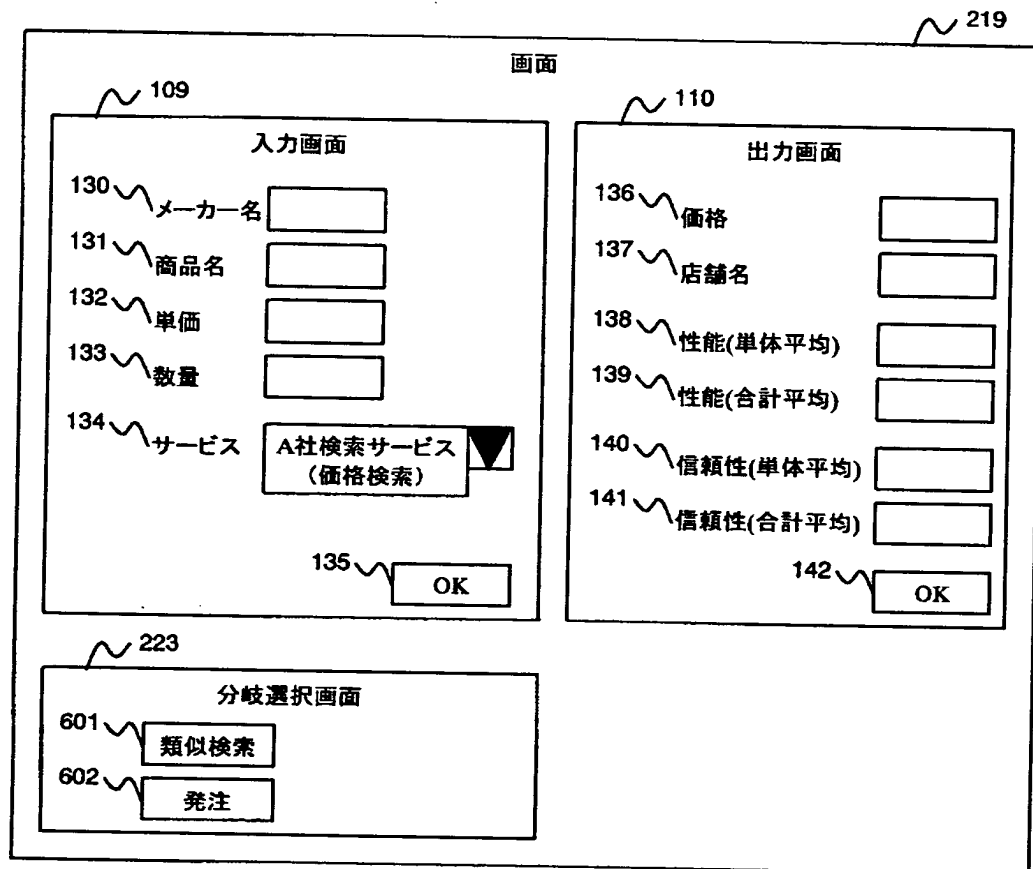 219
画面
109
入力画面
130
メーカー名
131
商品名
132
単価
133
数量
134
サービス
A社検索サービス
(価格検索)
135
OK
110
出力画面
136
価格
137
店舗名
138
性能(単体平均)
139
性能(合計平均)
140
信頼性(単体平均)
141
信頼性(合計平均)
142
OK
223
分岐選択画面
601
類似検索
602
発注